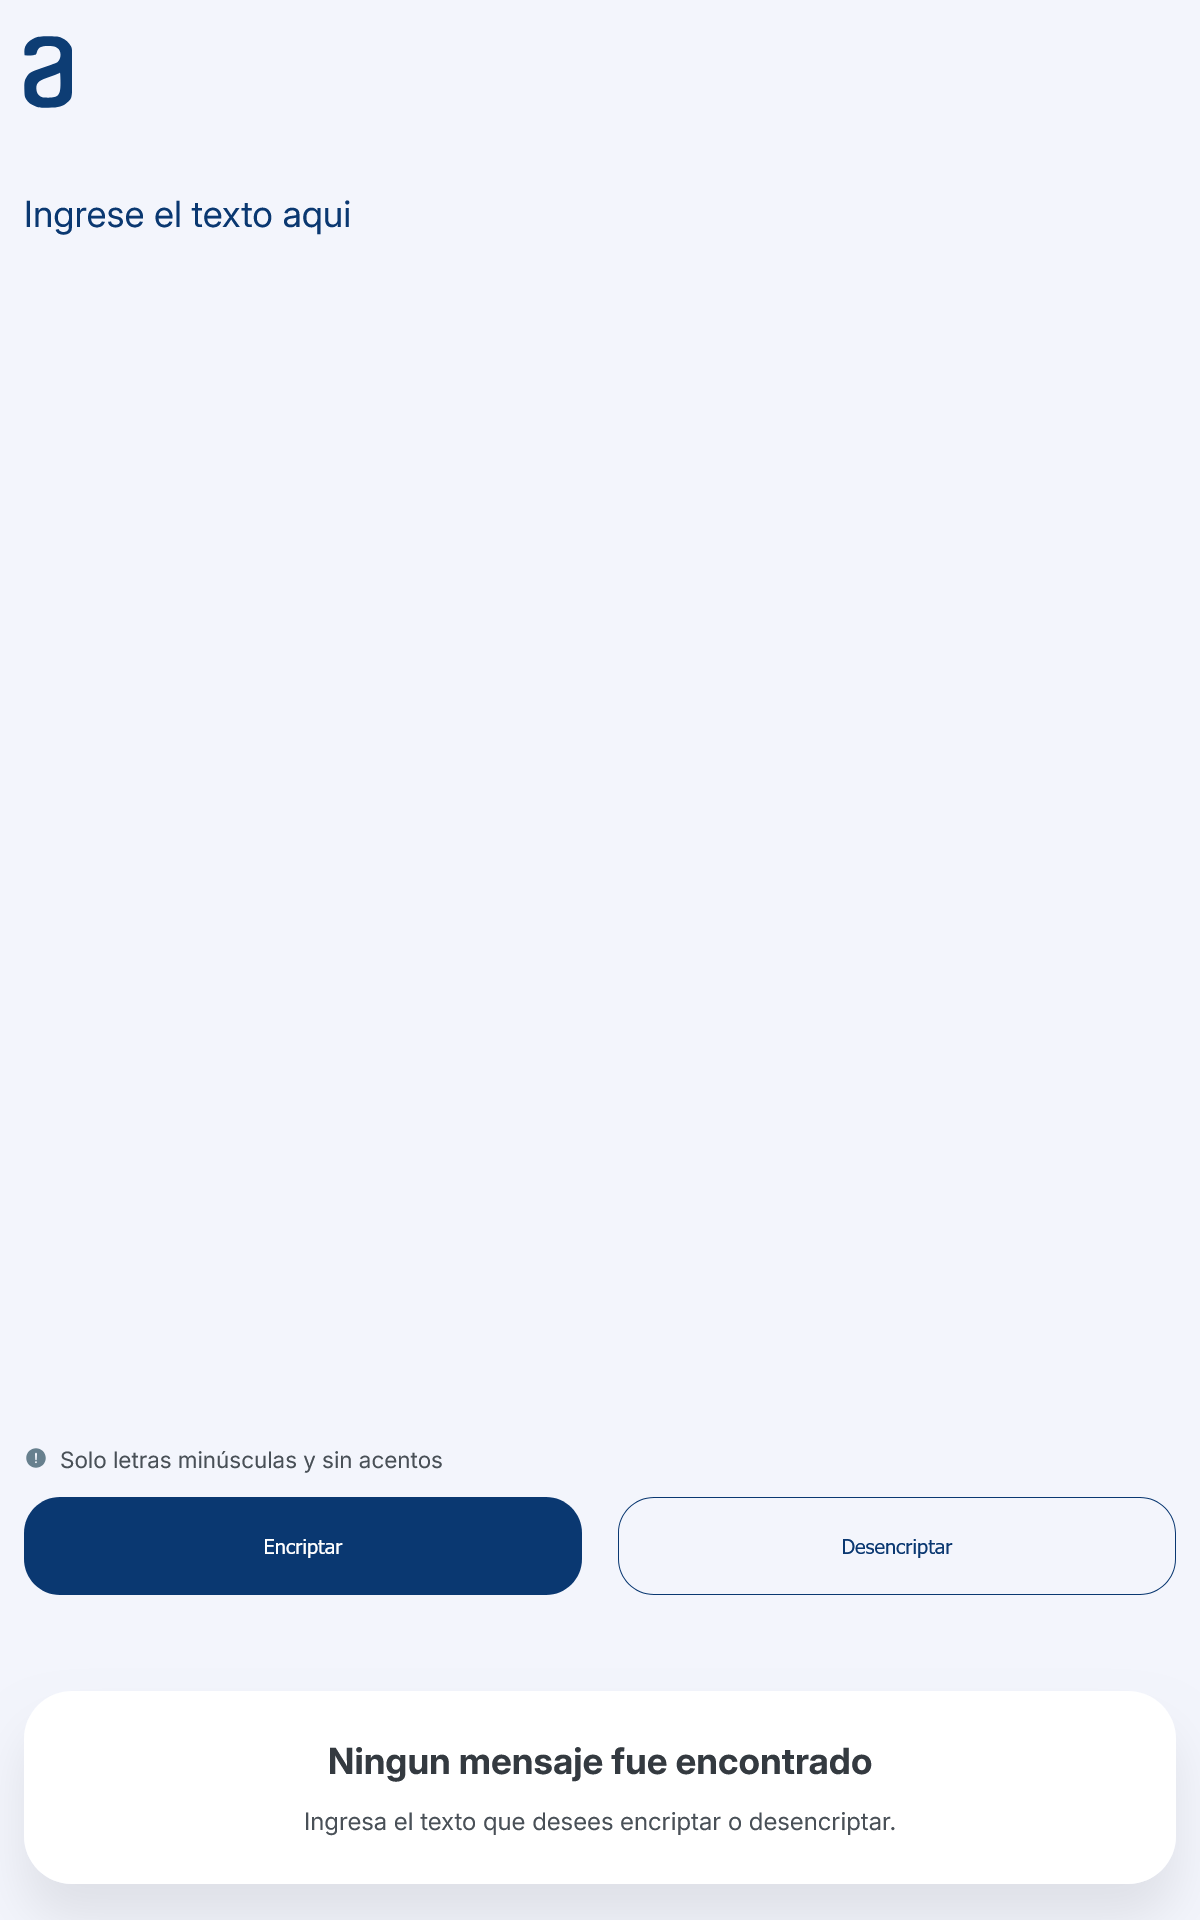 a
Ingrese el texto aqui
Solo letras minúsculas y sin acentos
Encriptar
Desencriptar
Ningun mensaje fue encontrado
Ingresa el texto que desees encriptar o desencriptar.